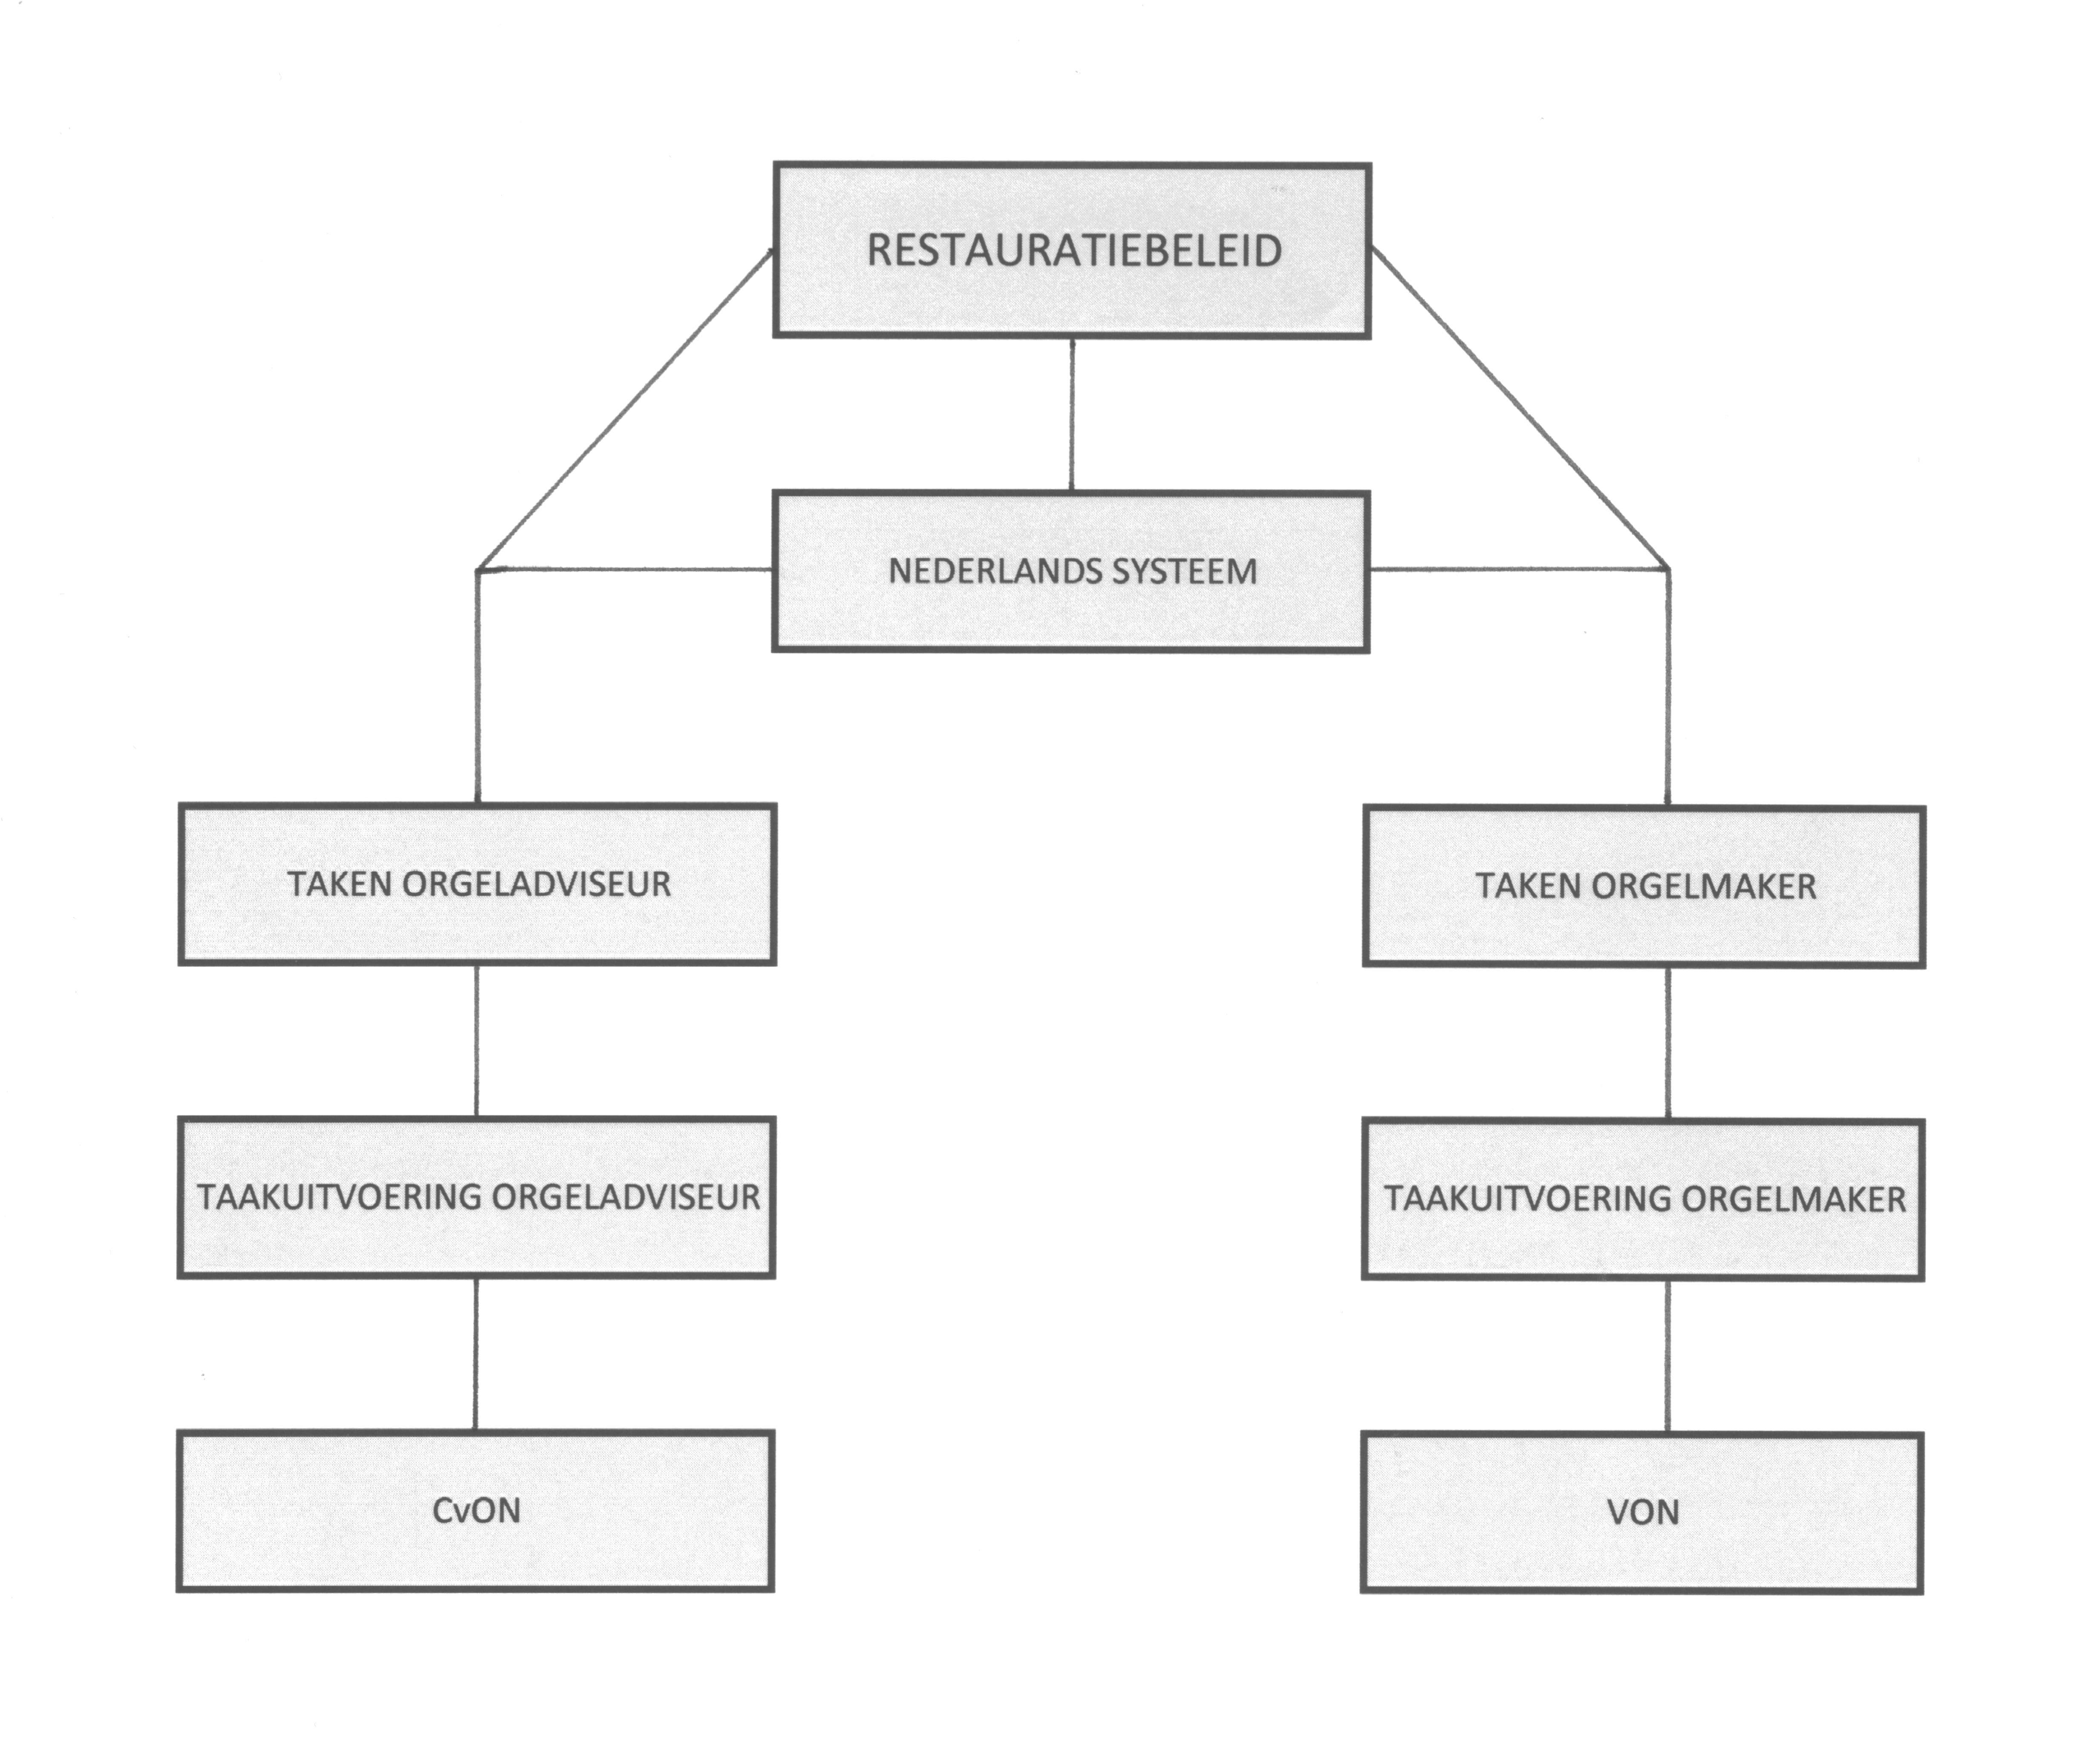 RESTAURATIEBELEID
NEDERLANDS SYSTEEM
TAKEN ORGELADVISEUR
TAKEN ORGELMAKER
TAAKUITVOERING ORGELADVISEUR
TAAKUITVOERING ORGELMAKER
CvON
VON